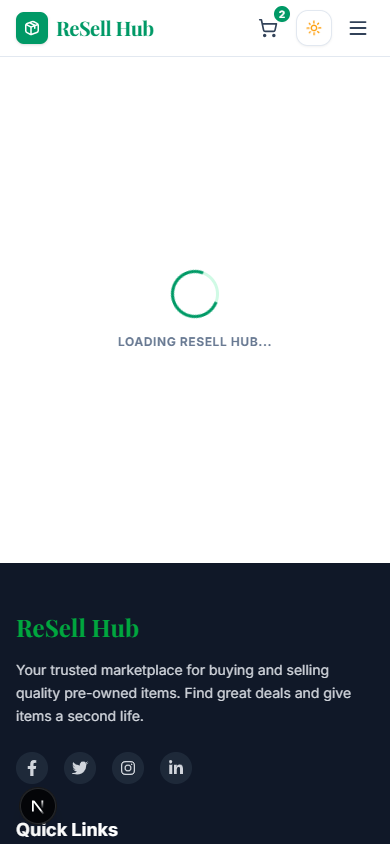 ReSell Hub
2
LOADING RESELL HUB...
ReSell Hub
Your trusted marketplace for buying and selling
quality pre-owned items. Find great deals and give
items a second life.
N
Quick Links